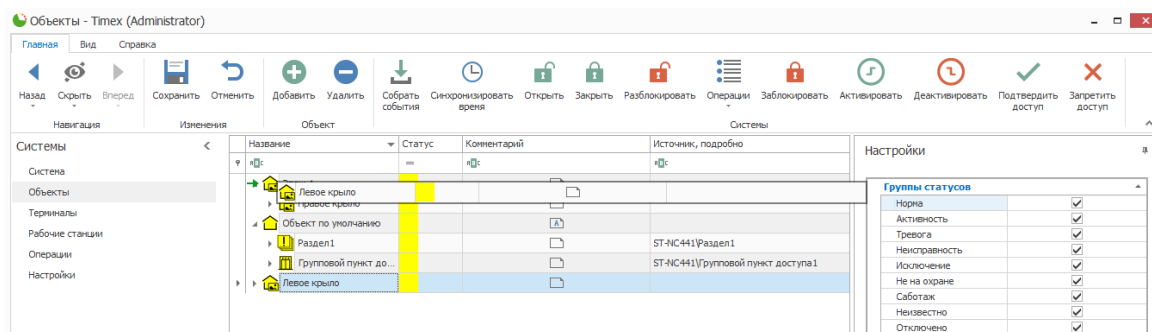 Объекты - Timex (Administrator)
Главная Вид Справка
Назад Скрыть Вперед Сохранить Отменить Добавить Удалить Собрать события Синхронизировать время Открыть Закрыть Разблокировать Операции Заблокировать Активировать Деактивировать Подтвердить доступ Запретить доступ
Навигация Изменения Объект Системы
Системы
Система
Объекты
Терминалы
Рабочие станции
Операции
Настройки
Название Статус Комментарий Источник, подробно
Левое крыло
Правое крыло
Объект по умолчанию
Раздел1 ST-NC441\Раздел1
Групповой пункт до... ST-NC441\Групповой пункт доступа1
Левое крыло
Настройки
Группы статусов
Норма
Активность
Тревога
Неисправность
Исключение
Не на охране
Саботаж
Неизвестно
Отключено